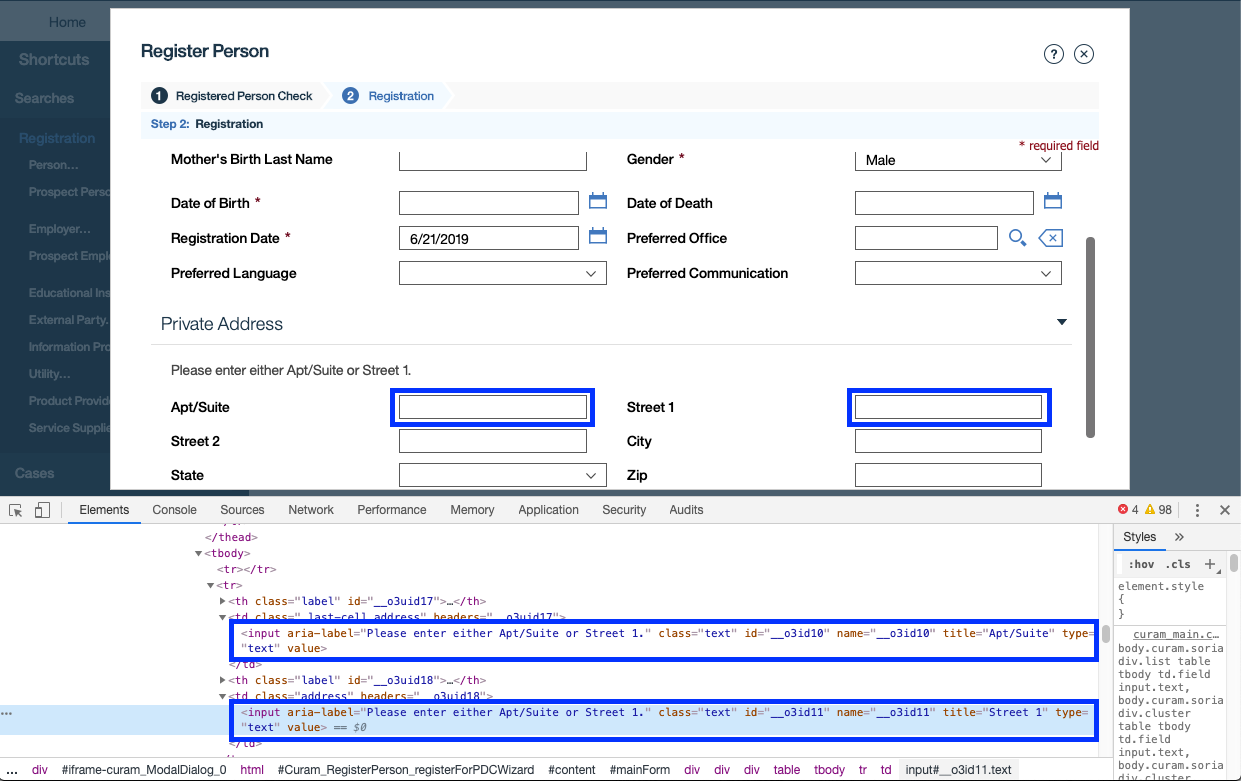 Home
Shortcuts
Searches
Registration
Person...
Prospect Perso
Employer...
Prospect Emplo
Educational Ins
External Party.
Information Pro
Utility...
Product Provide
Service Supplie
Cases
Register Person
?
1 Registered Person Check 2 Registration
Step 2: Registration
* required field
Mother's Birth Last Name Gender * Male
Date of Birth * Date of Death
Registration Date * 6/21/2019 Preferred Office
Preferred Language Preferred Communication
Private Address
Please enter either Apt/Suite or Street 1.
Apt/Suite Street 1
Street 2 City
State Zip
Elements Console Sources Network Performance Memory Application Security Audits 4 98
</thead>
<tbody>
<tr></tr>
<tr>
<th class="label" id="__o3uid17">…</th>
<td class=" last-cell address" headers="__o3uid17">
<input aria-label="Please enter either Apt/Suite or Street 1." class="text" id="__o3id10" name="__o3id10" title="Apt/Suite" type=
"text" value>
</td>
<th class="label" id="__o3uid18">…</th>
<td class="address" headers="__o3uid18">
<input aria-label="Please enter either Apt/Suite or Street 1." class="text" id="__o3id11" name="__o3id11" title="Street 1" type=
"text" value> == $0
</td>
Styles »
:hov .cls +
element.style
{
}
curam_main.c…
body.curam.soria
div.list table
tbody td.field
input.text,
body.curam.soria
div.cluster
table tbody
td.field
input.text,
body.curam.soria
div.cluster
... div #iframe-curam_ModalDialog_0 html #Curam_RegisterPerson_registerForPDCWizard #content #mainForm div div div table tbody tr td input#__o3id11.text